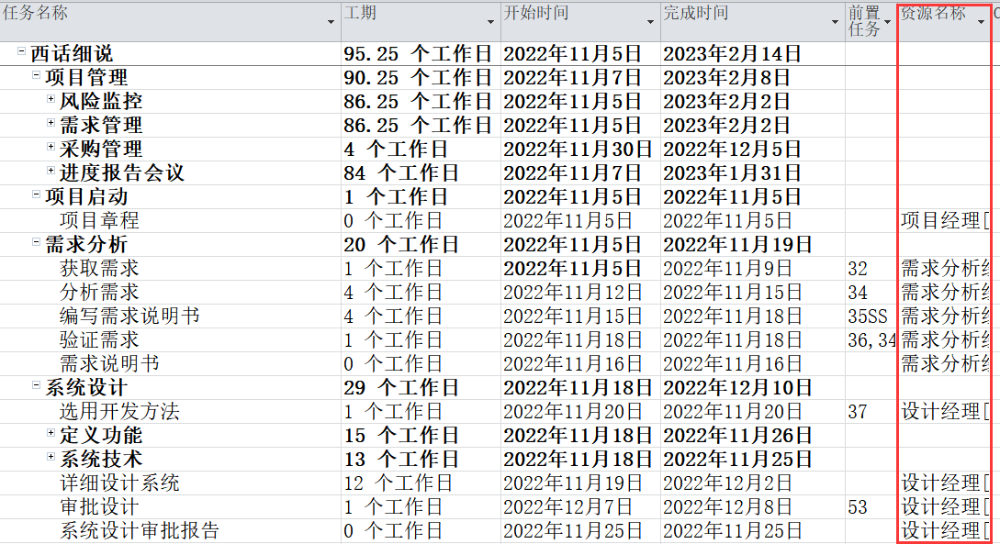 任务名称 工期 开始时间 完成时间 前置任务 资源名称
西话细说 95.25 个工作日 2022年11月5日 2023年2月14日
项目管理 90.25 个工作日 2022年11月7日 2023年2月8日
风险监控 86.25 个工作日 2022年11月5日 2023年2月2日
需求管理 86.25 个工作日 2022年11月5日 2023年2月2日
采购管理 4 个工作日 2022年11月30日 2022年12月5日
进度报告会议 84 个工作日 2022年11月7日 2023年1月31日
项目启动 1 个工作日 2022年11月5日 2022年11月5日
项目章程 0 个工作日 2022年11月5日 2022年11月5日 项目经理[
需求分析 20 个工作日 2022年11月5日 2022年11月19日
获取需求 1 个工作日 2022年11月5日 2022年11月9日 32 需求分析
分析需求 4 个工作日 2022年11月12日 2022年11月15日 34 需求分析
编写需求说明书 4 个工作日 2022年11月15日 2022年11月18日 35SS 需求分析
验证需求 1 个工作日 2022年11月18日 2022年11月18日 36,34 需求分析
需求说明书 0 个工作日 2022年11月16日 2022年11月16日 需求分析
系统设计 29 个工作日 2022年11月18日 2022年12月10日
选用开发方法 1 个工作日 2022年11月20日 2022年11月20日 37 设计经理[
定义功能 15 个工作日 2022年11月18日 2022年11月26日
系统技术 13 个工作日 2022年11月18日 2022年11月25日
详细设计系统 12 个工作日 2022年11月19日 2022年12月2日 设计经理[
审批设计 1 个工作日 2022年12月7日 2022年12月8日 53 设计经理[
系统设计审批报告 0 个工作日 2022年11月25日 2022年11月25日 设计经理[